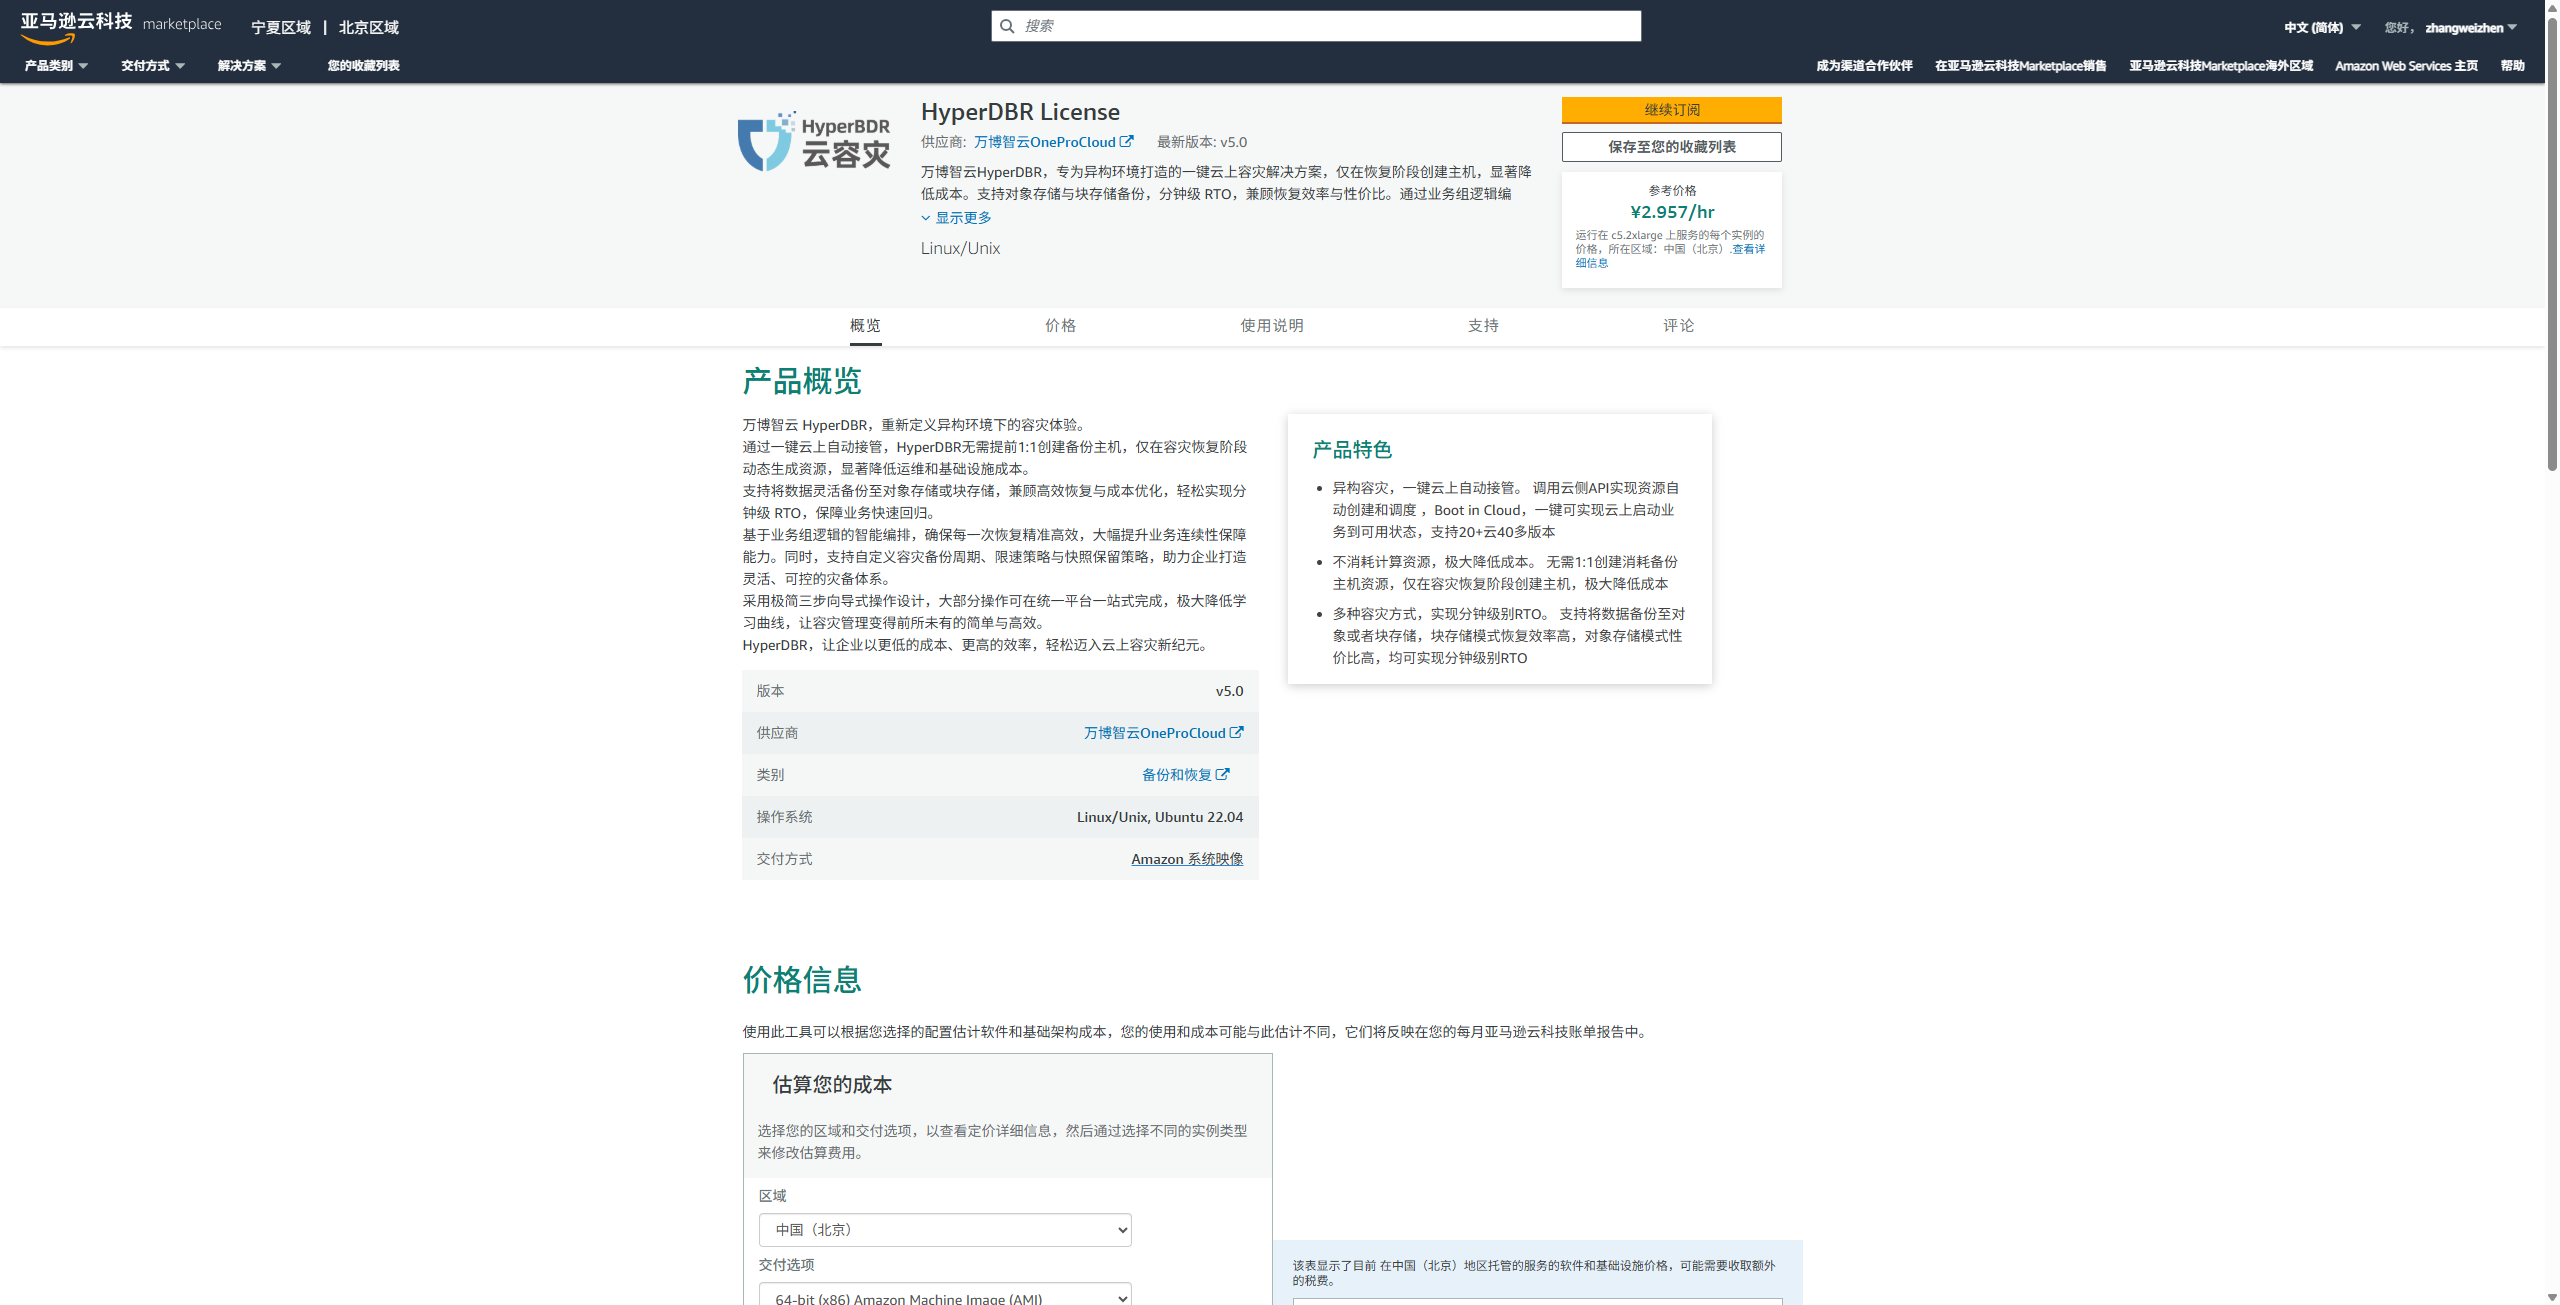 亚马逊云科技 marketplace 宁夏区域 | 北京区域
搜索
中文 (简体) 您好, zhangweizhen
产品类别 交付方式 解决方案 您的收藏列表
成为渠道合作伙伴 在亚马逊云科技Marketplace销售 亚马逊云科技Marketplace海外区域 Amazon Web Services 主页 帮助
HyperBDR
云容灾
HyperDBR License
供应商: 万博智云OneProCloud 最新版本: v5.0
万博智云HyperDBR，专为异构环境打造的一键云上容灾解决方案，仅在恢复阶段创建主机，显著降
低成本。支持对象存储与块存储备份，分钟级 RTO，兼顾恢复效率与性价比。通过业务组逻辑编
显示更多
Linux/Unix
继续订阅
保存至您的收藏列表
参考价格
¥2.957/hr
运行在 c5.2xlarge 上服务的每个实例的
价格，所在区域：中国（北京）.查看详
细信息
概览 价格 使用说明 支持 评论
产品概览
万博智云 HyperDBR，重新定义异构环境下的容灾体验。
通过一键云上自动接管，HyperDBR无需提前1:1创建备份主机，仅在容灾恢复阶段
动态生成资源，显著降低运维和基础设施成本。
支持将数据灵活备份至对象存储或块存储，兼顾高效恢复与成本优化，轻松实现分
钟级 RTO，保障业务快速回归。
基于业务组逻辑的智能编排，确保每一次恢复精准高效，大幅提升业务连续性保障
能力。同时，支持自定义容灾备份周期、限速策略与快照保留策略，助力企业打造
灵活、可控的灾备体系。
采用极简三步向导式操作设计，大部分操作可在统一平台一站式完成，极大降低学
习曲线，让容灾管理变得前所未有的简单与高效。
HyperDBR，让企业以更低的成本、更高的效率，轻松迈入云上容灾新纪元。
产品特色
异构容灾，一键云上自动接管。 调用云侧API实现资源自
动创建和调度 ，Boot in Cloud，一键可实现云上启动业
务到可用状态，支持20+云40多版本
不消耗计算资源，极大降低成本。 无需1:1创建消耗备份
主机资源，仅在容灾恢复阶段创建主机，极大降低成本
多种容灾方式，实现分钟级别RTO。 支持将数据备份至对
象或者块存储，块存储模式恢复效率高，对象存储模式性
价比高，均可实现分钟级别RTO
版本 v5.0
供应商 万博智云OneProCloud
类别 备份和恢复
操作系统 Linux/Unix, Ubuntu 22.04
交付方式 Amazon 系统映像
价格信息
使用此工具可以根据您选择的配置估计软件和基础架构成本，您的使用和成本可能与此估计不同，它们将反映在您的每月亚马逊云科技账单报告中。
估算您的成本
选择您的区域和交付选项，以查看定价详细信息，然后通过选择不同的实例类型
来修改估算费用。
区域
中国（北京）
交付选项
64-bit (x86) Amazon Machine Image (AMI)
该表显示了目前 在中国（北京）地区托管的服务的软件和基础设施价格，可能需要收取额外
的税费。